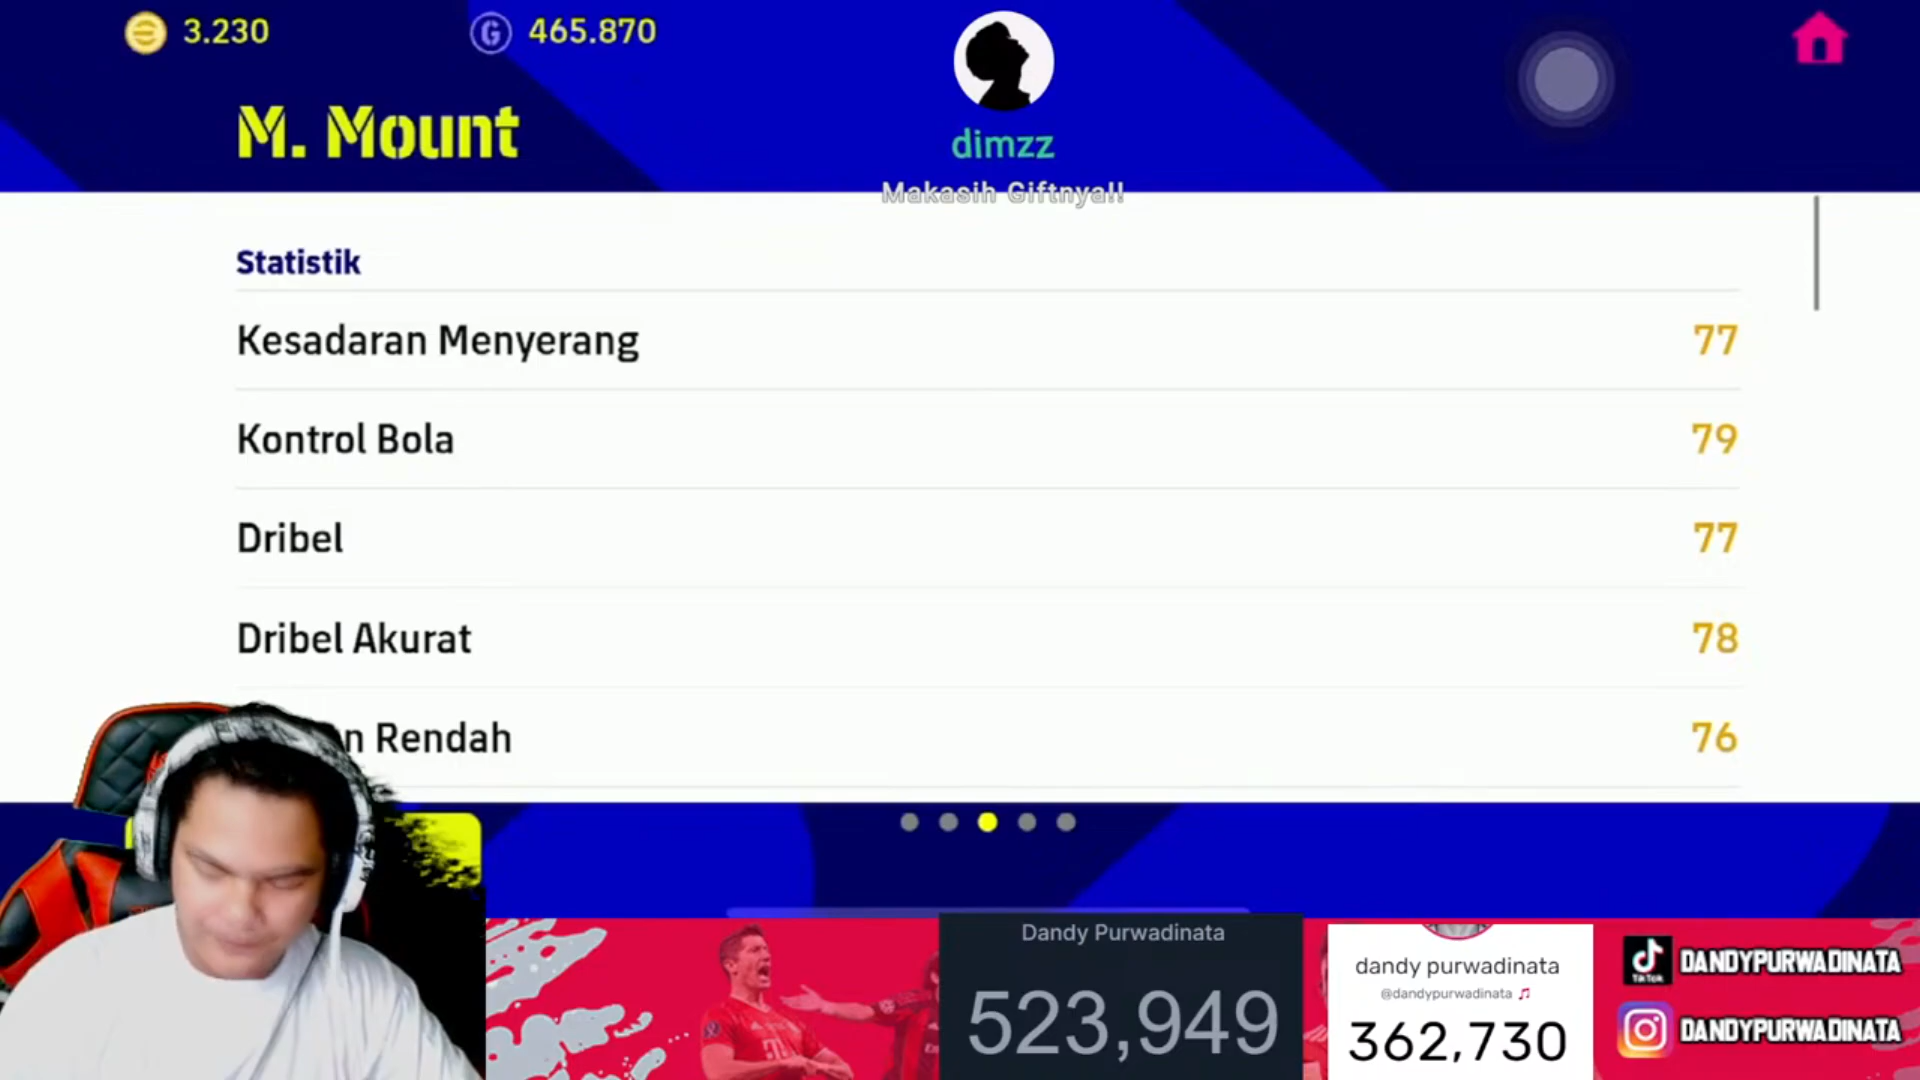 3.230
465.870
M. Mount
dimzz
Makasih Giftnya!!
Statistik
Kesadaran Menyerang 77
Kontrol Bola 79
Dribel 77
Dribel Akurat 78
Rendah 76
Dandy Purwadinata
523,949
dandy purwadinata
@dandypurwadinata
362,730
TikTok
DANDYPURWADINATA
DANDYPURWADINATA